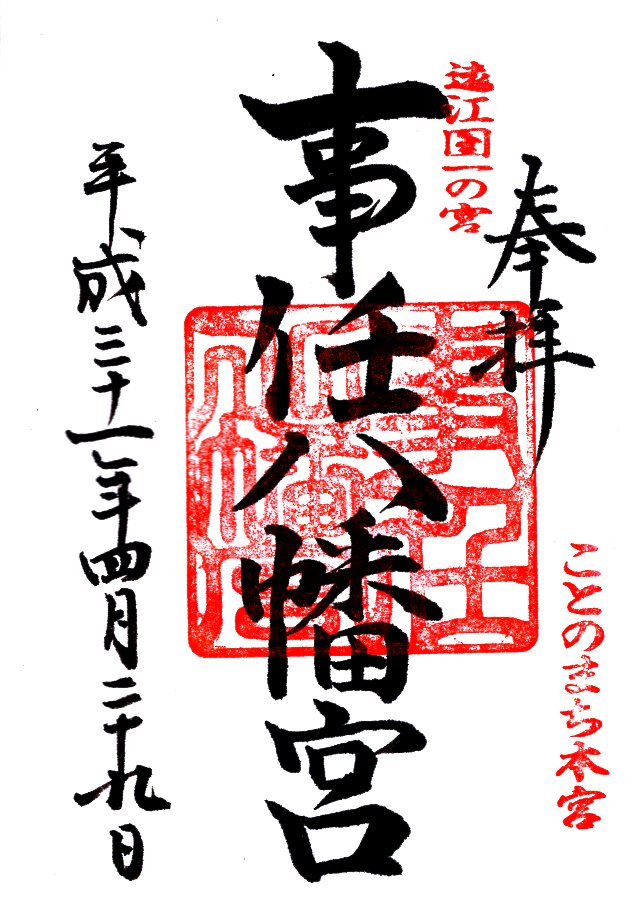 奉拝
ことのまち本宮
遠江国一の宮
事任八幡宮
平成三十一年四月二十九日